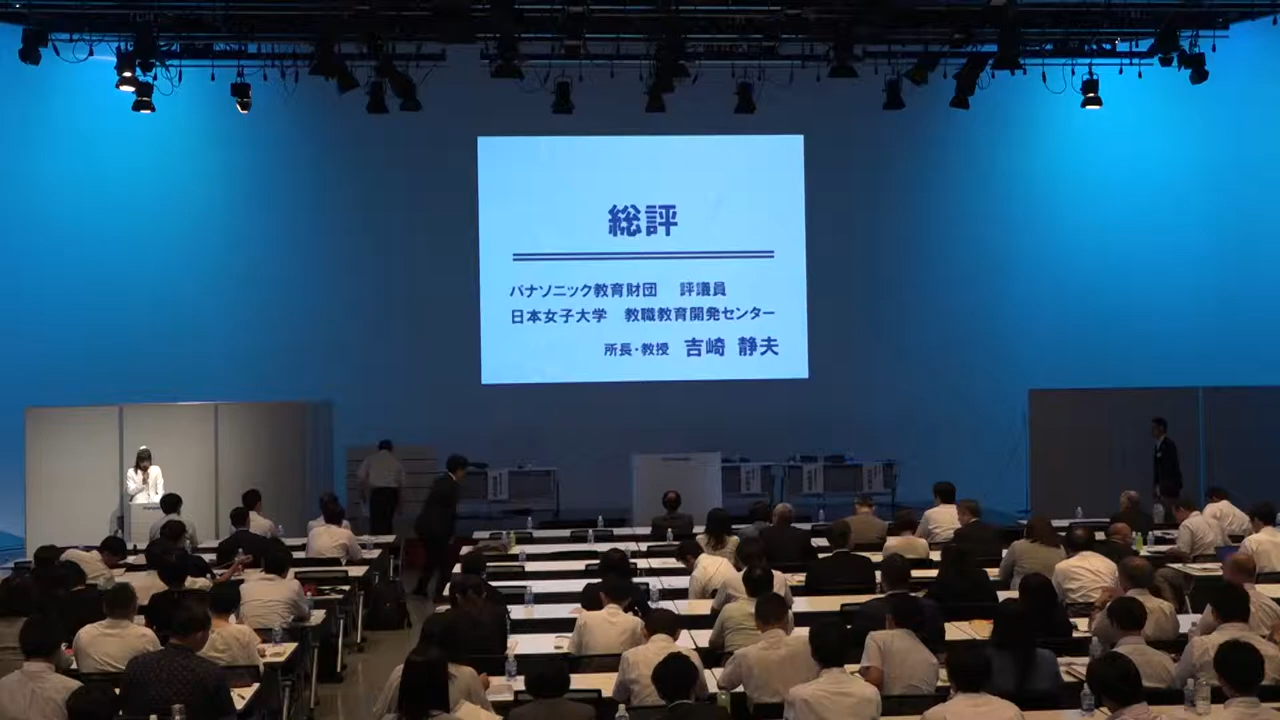 総評
パナソニック教育財団 評議員
日本女子大学 教職教育開発センター
所長・教授 吉崎 静夫